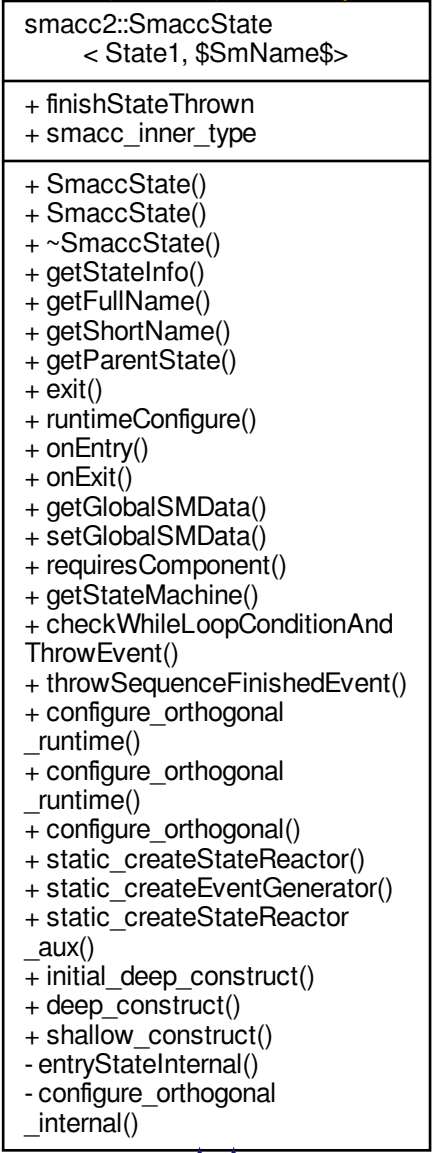 smacc2::SmaccState
< State1, $SmName$>
+ finishStateThrown
+ smacc_inner_type
+ SmaccState()
+ SmaccState()
+ ~SmaccState()
+ getStateInfo()
+ getFullName()
+ getShortName()
+ getParentState()
+ exit()
+ runtimeConfigure()
+ onEntry()
+ onExit()
+ getGlobalSMData()
+ setGlobalSMData()
+ requiresComponent()
+ getStateMachine()
+ checkWhileLoopConditionAnd
ThrowEvent()
+ throwSequenceFinishedEvent()
+ configure_orthogonal
_runtime()
+ configure_orthogonal
_runtime()
+ configure_orthogonal()
+ static_createStateReactor()
+ static_createEventGenerator()
+ static_createStateReactor
_aux()
+ initial_deep_construct()
+ deep_construct()
+ shallow_construct()
- entryStateInternal()
- configure_orthogonal
_internal()